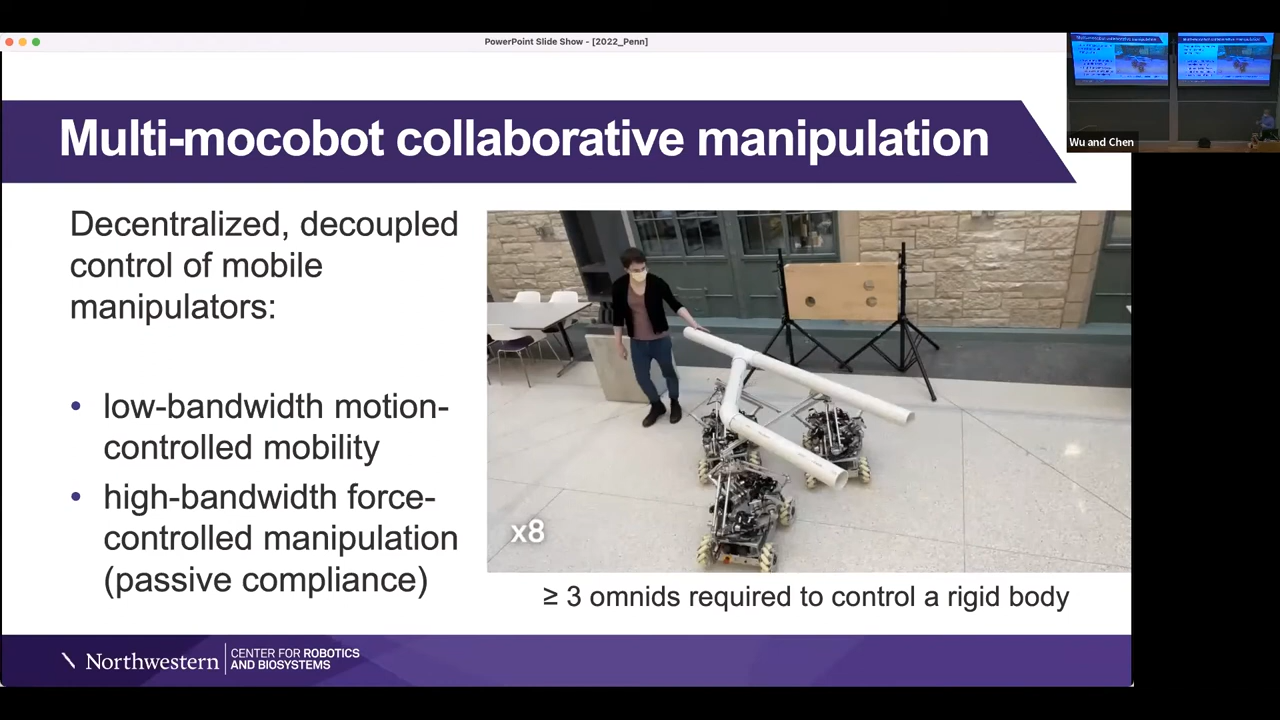 PowerPoint Slide Show - [2022_Penn]
Multi-mocobot collaborative manipulation
Wu and Chen
Decentralized, decoupled
control of mobile
manipulators:
• low-bandwidth motion-
controlled mobility
• high-bandwidth force-
controlled manipulation
(passive compliance)
x8
≥ 3 omnids required to control a rigid body
Northwestern
CENTER FOR ROBOTICS
AND BIOSYSTEMS